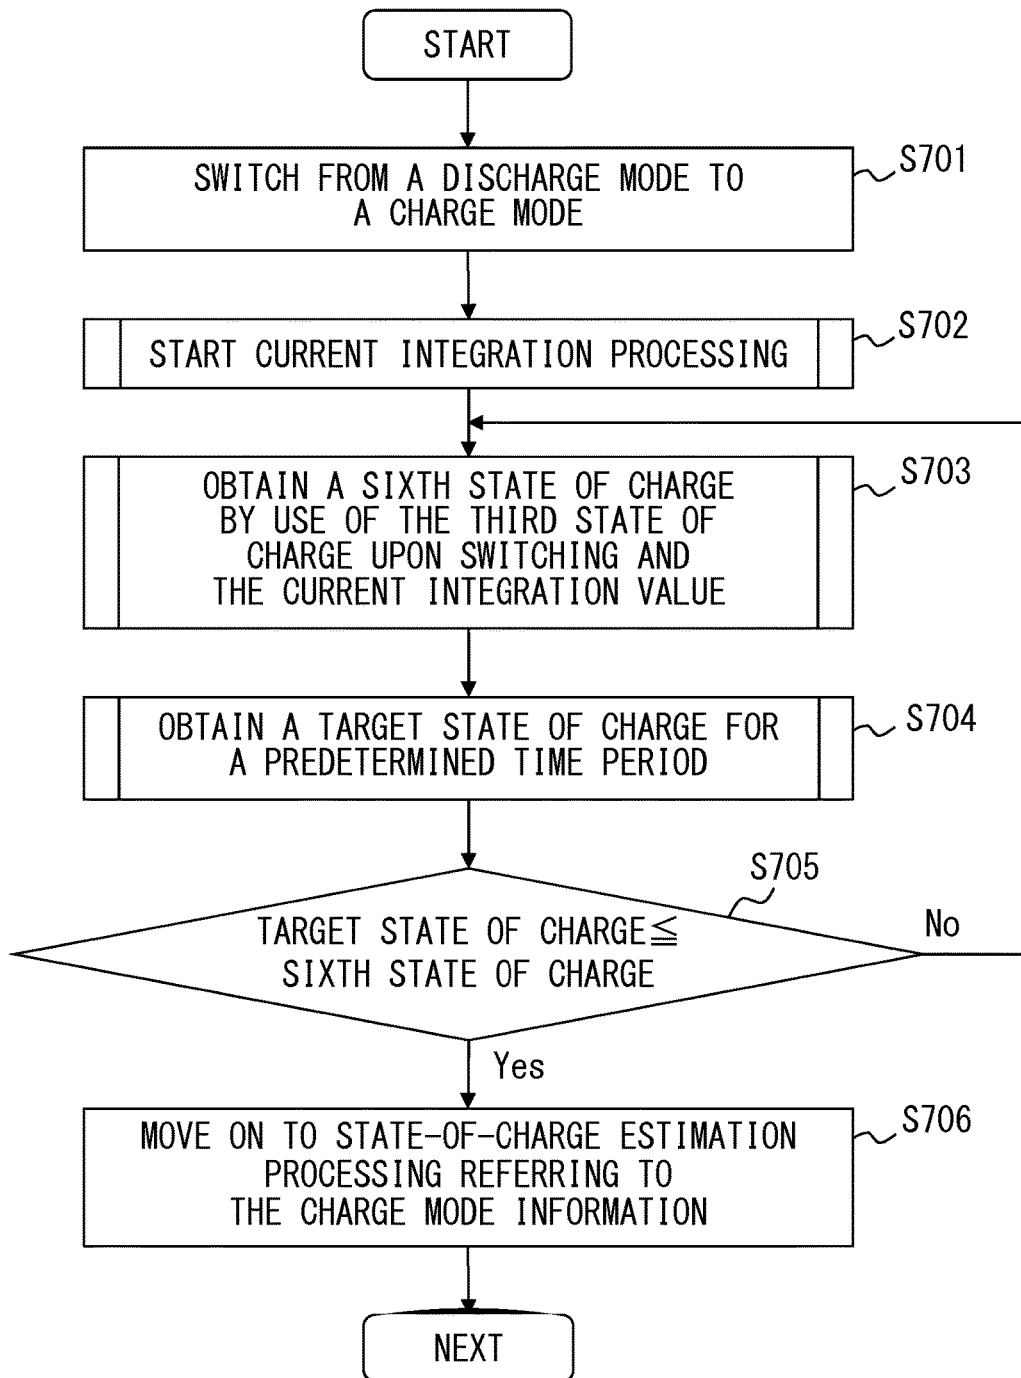 START
SWITCH FROM A DISCHARGE MODE TO
A CHARGE MODE
S701
START CURRENT INTEGRATION PROCESSING
S702
OBTAIN A SIXTH STATE OF CHARGE
BY USE OF THE THIRD STATE OF
CHARGE UPON SWITCHING AND
THE CURRENT INTEGRATION VALUE
S703
OBTAIN A TARGET STATE OF CHARGE FOR
A PREDETERMINED TIME PERIOD
S704
S705
TARGET STATE OF CHARGE≦
SIXTH STATE OF CHARGE
No
Yes
MOVE ON TO STATE-OF-CHARGE ESTIMATION
PROCESSING REFERRING TO
THE CHARGE MODE INFORMATION
S706
NEXT